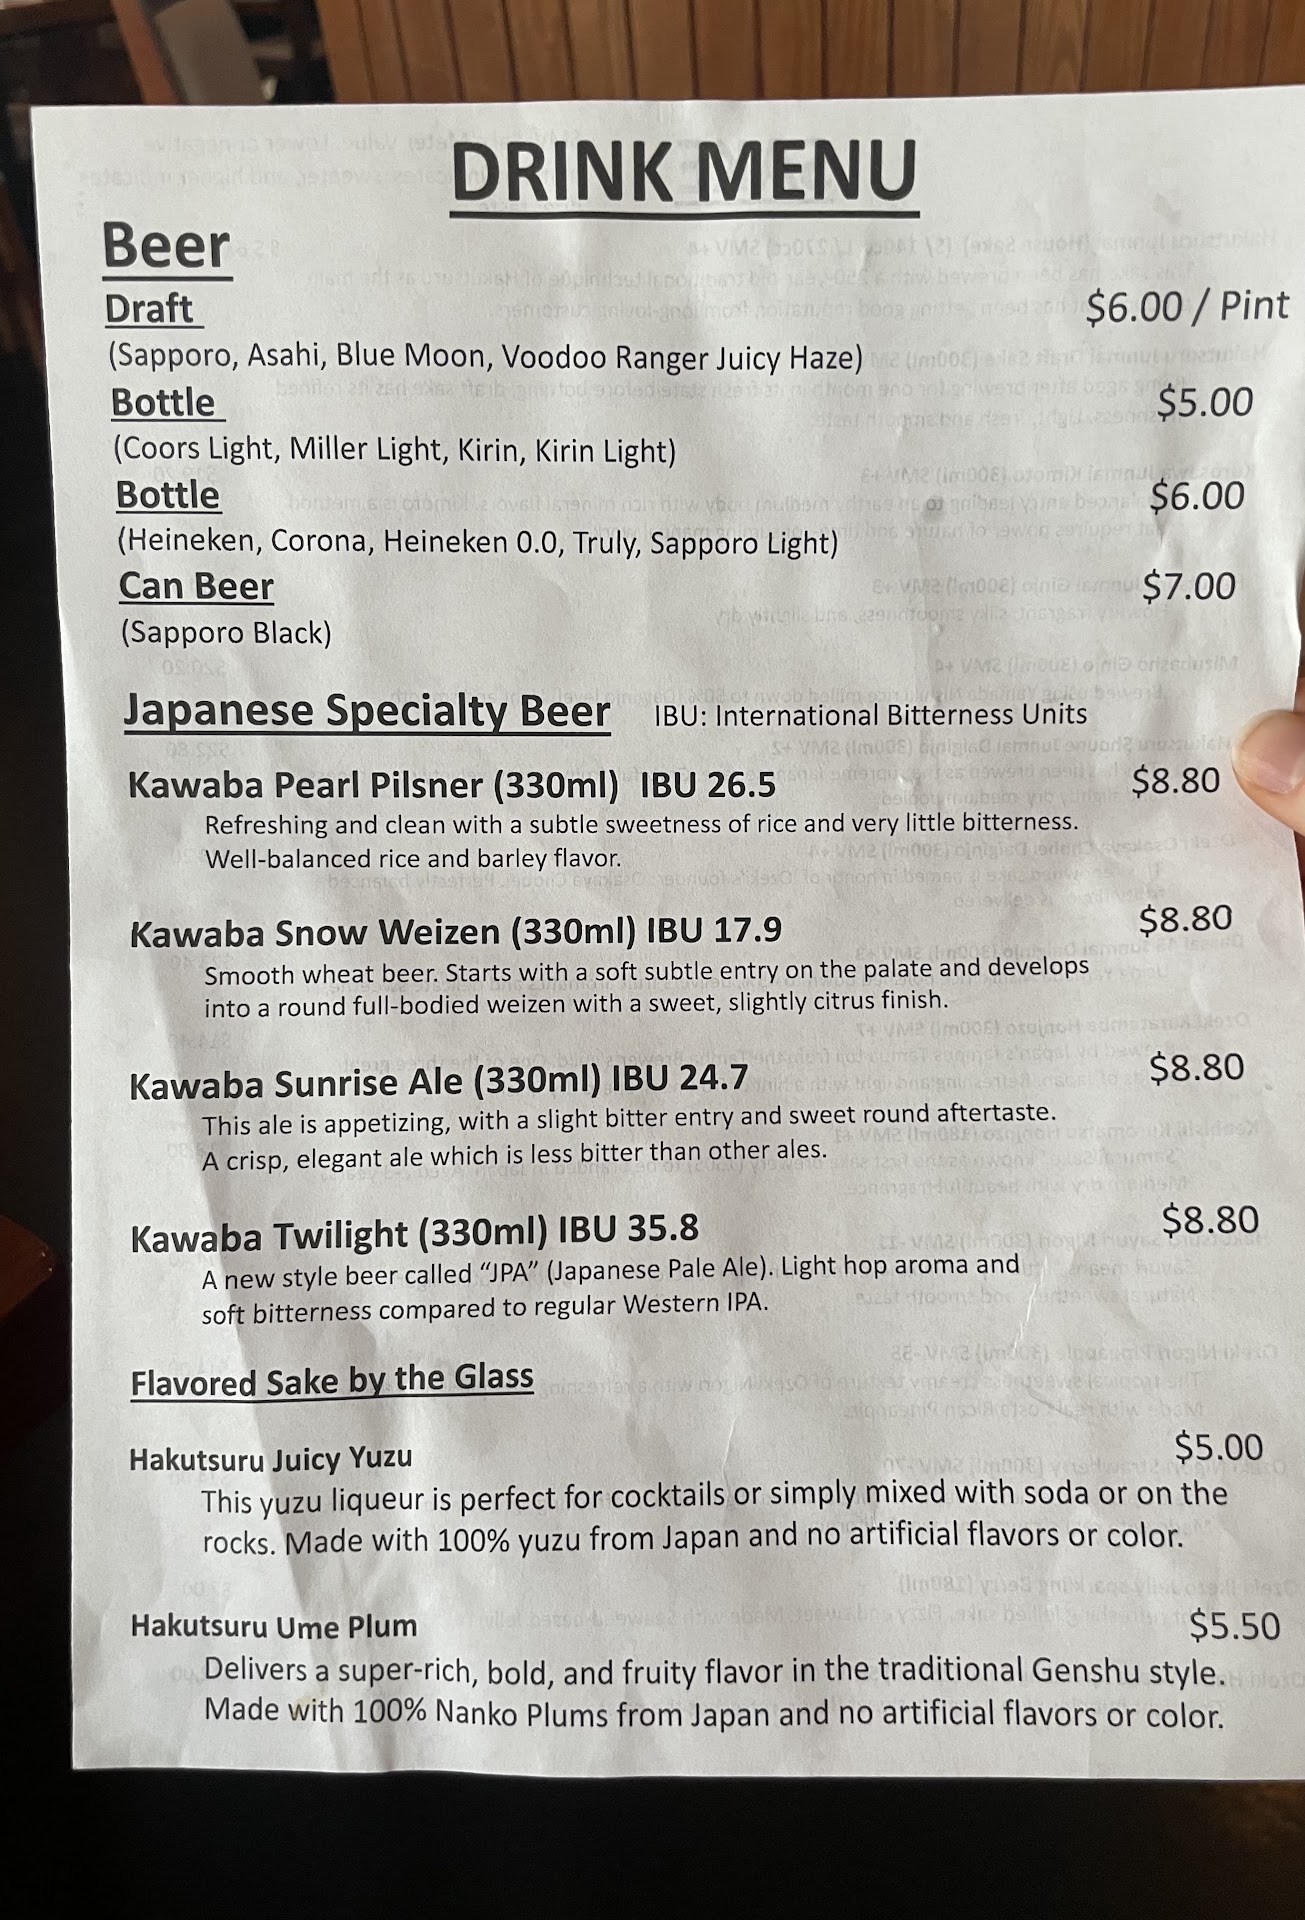 DRINK MENU
Beer
Draft $6.00 / Pint
(Sapporo, Asahi, Blue Moon, Voodoo Ranger Juicy Haze)
Bottle $5.00
(Coors Light, Miller Light, Kirin, Kirin Light)
Bottle $6.00
(Heineken, Corona, Heineken 0.0, Truly, Sapporo Light)
Can Beer $7.00
(Sapporo Black)
Japanese Specialty Beer IBU: International Bitterness Units
Kawaba Pearl Pilsner (330ml) IBU 26.5 $8.80
Refreshing and clean with a subtle sweetness of rice and very little bitterness.
Well-balanced rice and barley flavor.
Kawaba Snow Weizen (330ml) IBU 17.9 $8.80
Smooth wheat beer. Starts with a soft subtle entry on the palate and develops
into a round full-bodied weizen with a sweet, slightly citrus finish.
Kawaba Sunrise Ale (330ml) IBU 24.7 $8.80
This ale is appetizing, with a slight bitter entry and sweet round aftertaste.
A crisp, elegant ale which is less bitter than other ales.
Kawaba Twilight (330ml) IBU 35.8 $8.80
A new style beer called “JPA” (Japanese Pale Ale). Light hop aroma and
soft bitterness compared to regular Western IPA.
Flavored Sake by the Glass
Hakutsuru Juicy Yuzu $5.00
This yuzu liqueur is perfect for cocktails or simply mixed with soda or on the
rocks. Made with 100% yuzu from Japan and no artificial flavors or color.
Hakutsuru Ume Plum $5.50
Delivers a super-rich, bold, and fruity flavor in the traditional Genshu style.
Made with 100% Nanko Plums from Japan and no artificial flavors or color.